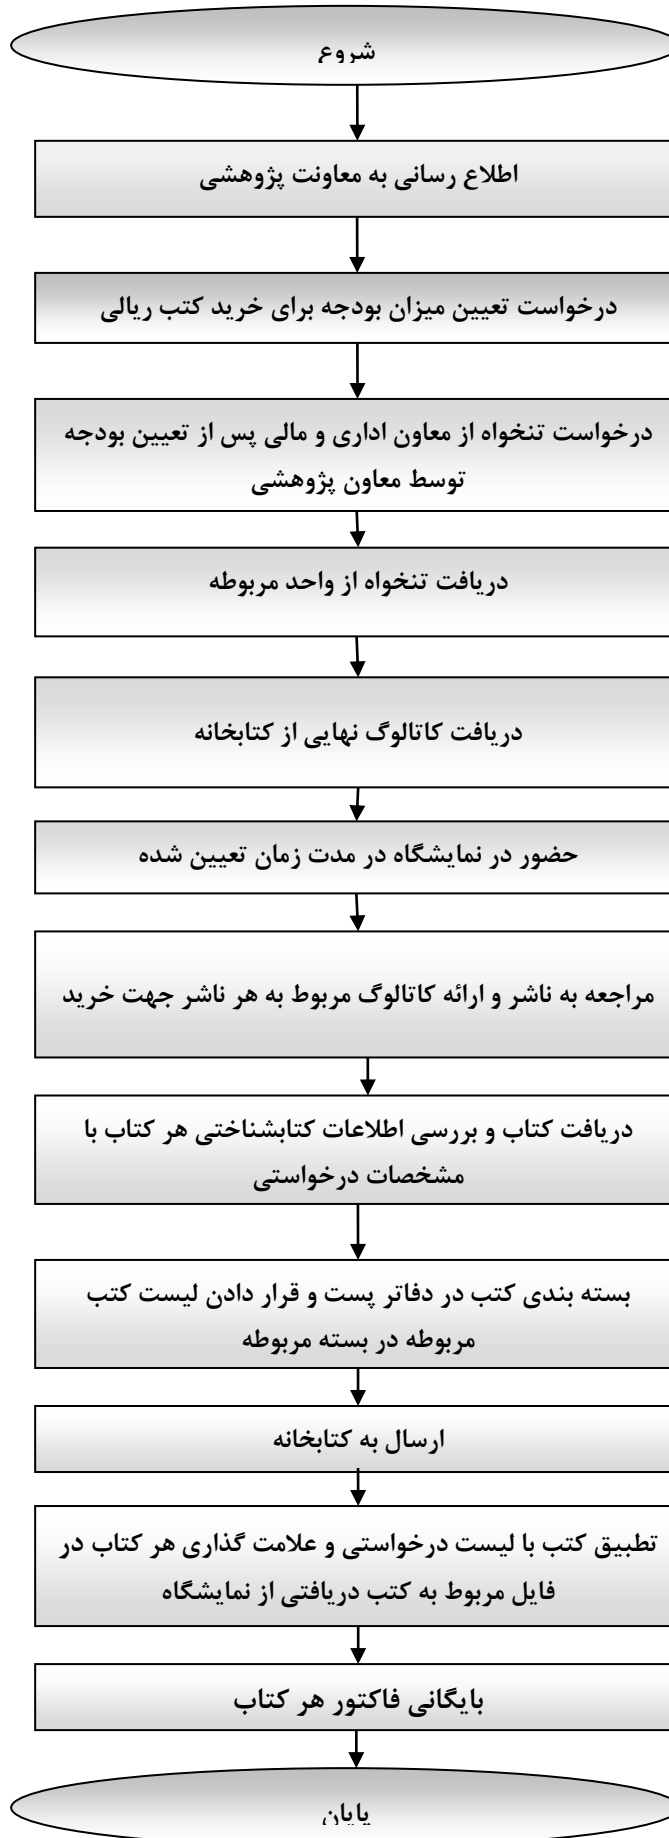 شروع
اطلاع رسانی به معاونت پژوهشی
درخواست تعیین میزان بودجه برای خرید کتب ریالی
درخواست تنخواه از معاون اداری و مالی پس از تعیین بودجه
توسط معاون پژوهشی
دریافت تنخواه از واحد مربوطه
دریافت کاتالوگ نهایی از کتابخانه
حضور در نمایشگاه در مدت زمان تعیین شده
مراجعه به ناشر و ارائه کاتالوگ مربوط به هر ناشر جهت خرید
دریافت کتاب و بررسی اطلاعات کتابشناختی هر کتاب با
مشخصات درخواستی
بسته بندی کتب در دفاتر پست و قرار دادن لیست کتب
مربوطه در بسته مربوطه
ارسال به کتابخانه
تطبیق کتب با لیست درخواستی و علامت گذاری هر کتاب در
فایل مربوط به کتب دریافتی از نمایشگاه
بایگانی فاکتور هر کتاب
پایان